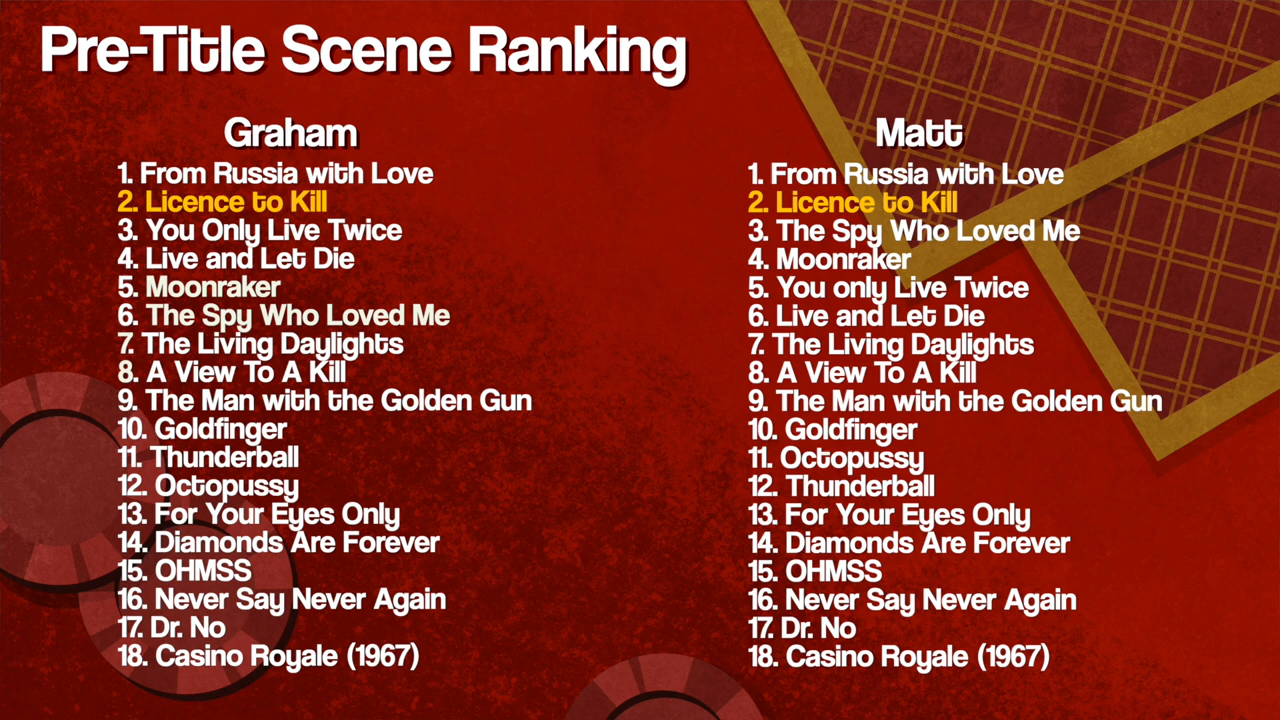 Pre-Title Scene Ranking
Graham
1. From Russia with Love
2. Licence to Kill
3. You Only Live Twice
4. Live and Let Die
5. Moonraker
6. The Spy Who Loved Me
7. The Living Daylights
8. A View To A Kill
9. The Man with the Golden Gun
10. Goldfinger
11. Thunderball
12. Octopussy
13. For Your Eyes Only
14. Diamonds Are Forever
15. OHMSS
16. Never Say Never Again
17. Dr. No
18. Casino Royale (1967)
Matt
1. From Russia with Love
2. Licence to Kill
3. The Spy Who Loved Me
4. Moonraker
5. You only Live Twice
6. Live and Let Die
7. The Living Daylights
8. A View To A Kill
9. The Man with the Golden Gun
10. Goldfinger
11. Octopussy
12. Thunderball
13. For Your Eyes Only
14. Diamonds Are Forever
15. OHMSS
16. Never Say Never Again
17. Dr. No
18. Casino Royale (1967)